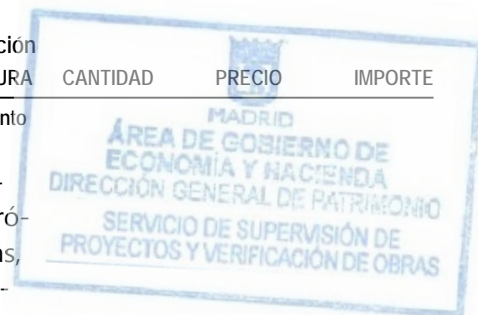 ción
URA CANTIDAD PRECIO IMPORTE
nto
MADRID
ÁREA DE GOBIERNO DE
ECONOMÍA Y HACIENDA
DIRECCIÓN GENERAL DE PATRIMONIO
ró-
SERVICIO DE SUPERVISIÓN DE
s,
PROYECTOS Y VERIFICACIÓN DE OBRAS
-